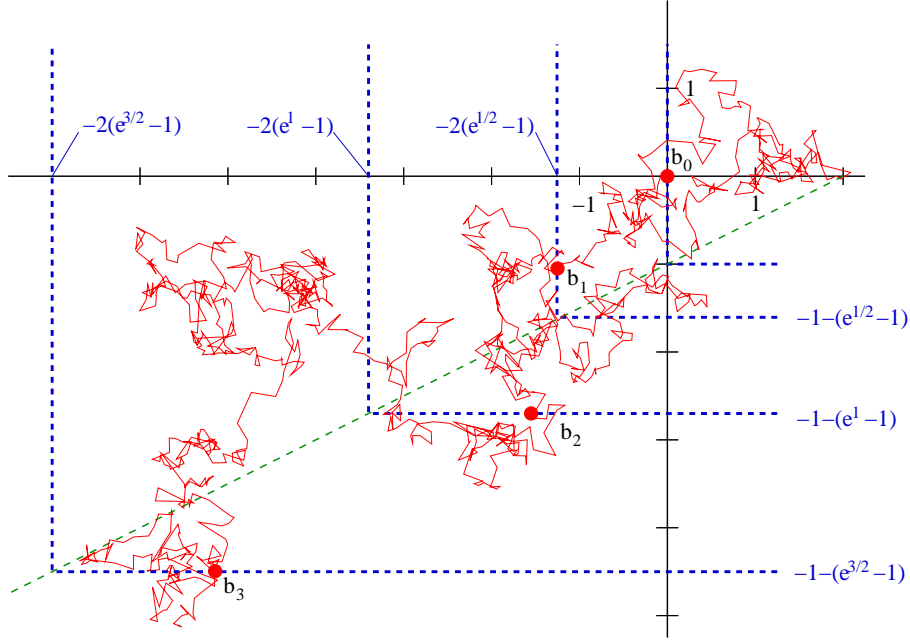 1
−2(e^{3/2} −1)
−2(e^1 −1)
−2(e^{1/2} −1)
b_0
−1
1
b_1
−1−(e^{1/2} −1)
−1−(e^1 −1)
b_2
−1−(e^{3/2} −1)
b_3